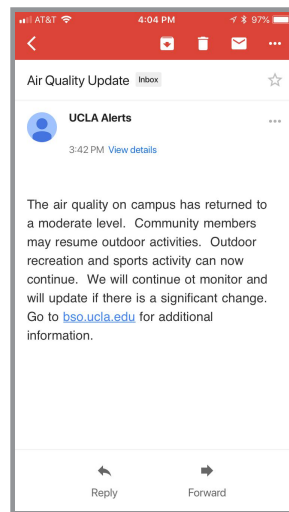 AT&T 4:04 PM 97%
Air Quality Update Inbox
UCLA Alerts
3:42 PM View details
The air quality on campus has returned to
a moderate level. Community members
may resume outdoor activities. Outdoor
recreation and sports activity can now
continue. We will continue ot monitor and
will update if there is a significant change.
Go to bso.ucla.edu for additional
information.
Reply Forward